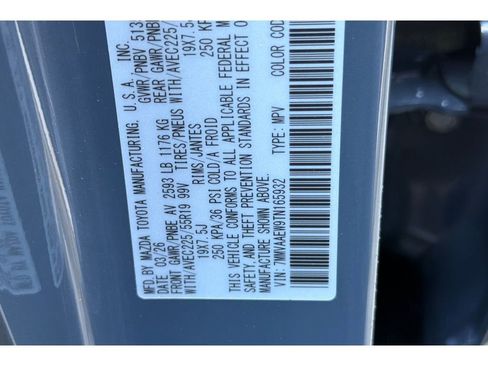 MFD. BY MAZDA TOYOTA MANUFACTURING, U.S.A. INC.
DATE: 03/26 GVWR/PNBV 513
FRONT GAWR/PNBE AV 2593 LB 1176 KG REAR GAWR/PNBE
WITH/AVEC225/55R19 99V TIRES/PNEUS WITH/AVEC225/
19X7.5J RIMS/JANTES 19X7.5
250 KPA/36 PSI COLD/A FROID 250 KP
THIS VEHICLE CONFORMS TO ALL APPLICABLE FEDERAL M
SAFETY, AND THEFT PREVENTION STANDARDS IN EFFECT O
MANUFACTURE SHOWN ABOVE.
VIN: 7MMVAAEW9TN165932 TYPE: MPV COLOR CODE